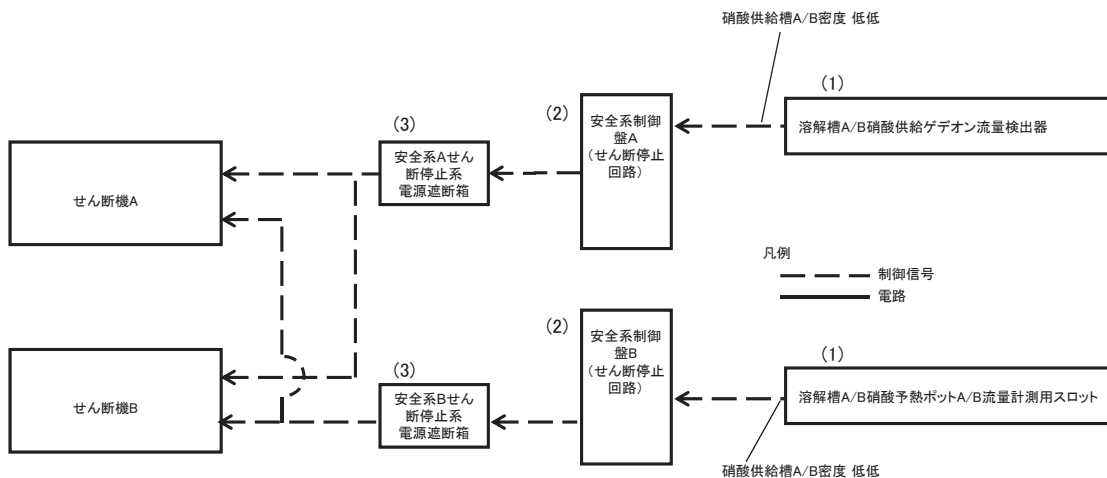 硝酸供給槽A/B密度 低低
(1)
溶解槽A/B硝酸供給ゲデオン流量検出器
(2)
安全系制御
盤A
(せん断停止
回路)
(3)
安全系Aせん
断停止系
電源遮断箱
せん断機A
凡例
制御信号
電路
(2)
安全系制御
盤B
(せん断停止
回路)
(1)
溶解槽A/B硝酸予熱ポットA/B流量計測用スロット
(3)
安全系Bせん
断停止系
電源遮断箱
せん断機B
硝酸供給槽A/B密度 低低